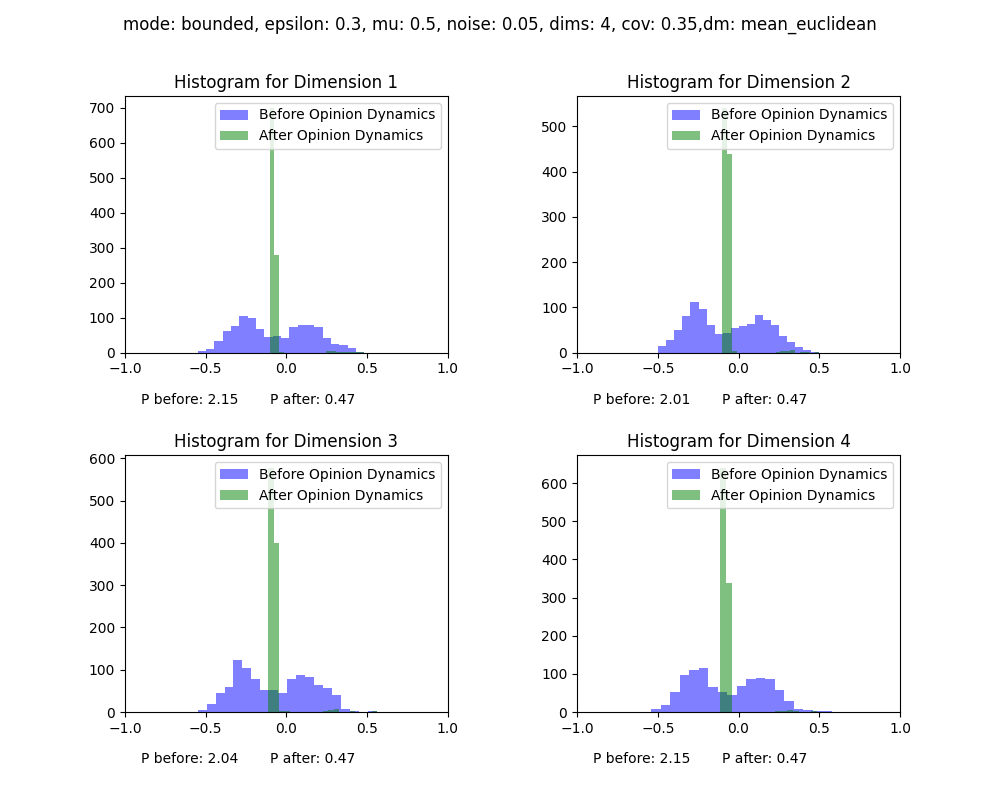 mode: bounded, epsilon: 0.3, mu: 0.5, noise: 0.05, dims: 4, cov: 0.35,dm: mean_euclidean
Histogram for Dimension 1
Before Opinion Dynamics
After Opinion Dynamics
700
600
500
400
300
200
100
0
−1.0 −0.5 0.0 0.5 1.0
P before: 2.15 P after: 0.47
Histogram for Dimension 2
Before Opinion Dynamics
After Opinion Dynamics
500
400
300
200
100
0
−1.0 −0.5 0.0 0.5 1.0
P before: 2.01 P after: 0.47
Histogram for Dimension 3
Before Opinion Dynamics
After Opinion Dynamics
600
500
400
300
200
100
0
−1.0 −0.5 0.0 0.5 1.0
P before: 2.04 P after: 0.47
Histogram for Dimension 4
Before Opinion Dynamics
After Opinion Dynamics
600
500
400
300
200
100
0
−1.0 −0.5 0.0 0.5 1.0
P before: 2.15 P after: 0.47